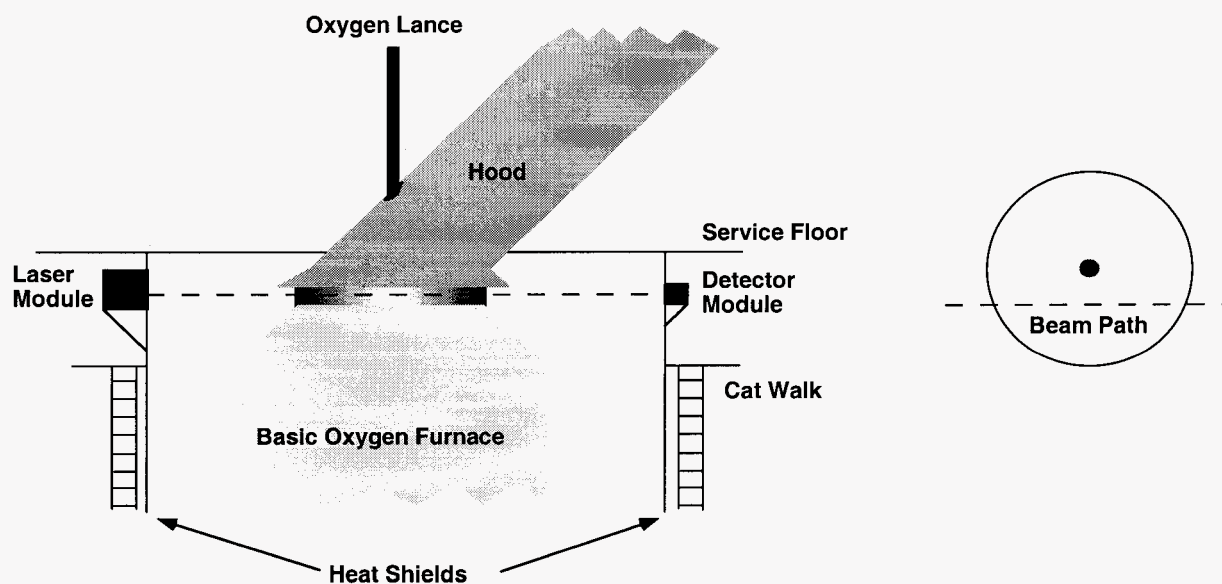 Oxygen Lance
Hood
Service Floor
Laser
Module
Detector
Module
Beam Path
Cat Walk
Basic Oxygen Furnace
Heat Shields